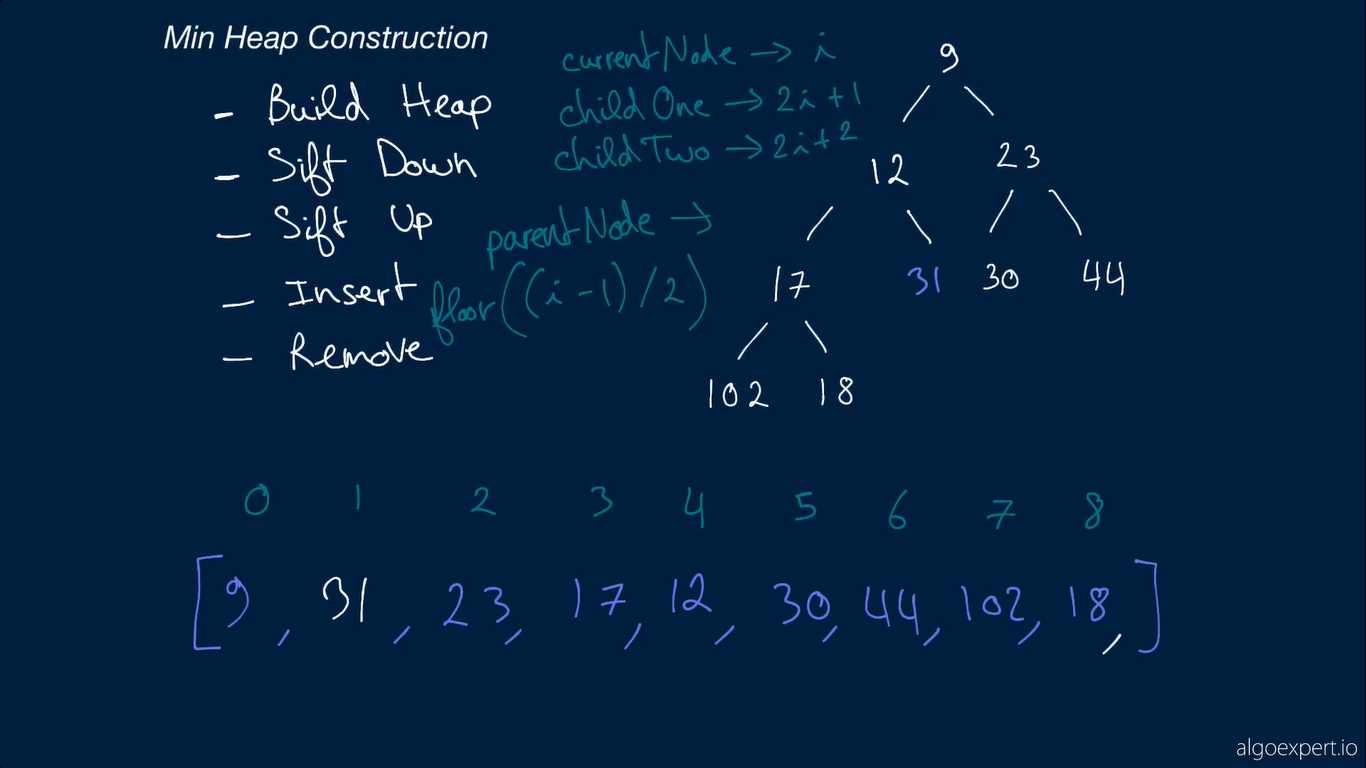 Min Heap Construction
- Build Heap
- Sift Down
- Sift Up
- Insert
- Remove
currentNode → i
childOne → 2i+1
childTwo → 2i+2
parentNode →
floor((i-1)/2)
9
12 23
17 31 30 44
102 18
0 1 2 3 4 5 6 7 8
[9, 31, 23, 17, 12, 30, 44, 102, 18, ]
algoexpert.io